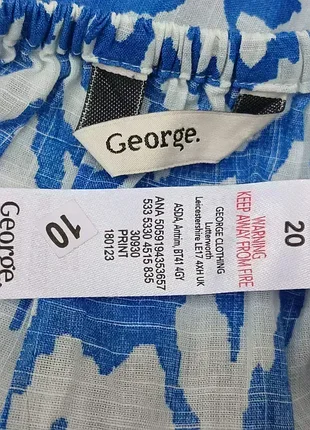 George.
George.
10
ANA 5059194353657
533 5339 4515 835
30930
PRINT
180123
GEORGE CLOTHING
Lutterworth
Leicestershire LE17 4XH UK
ASDA, Antrim, BT41 4GY
WARNING
KEEP AWAY FROM FIRE
20